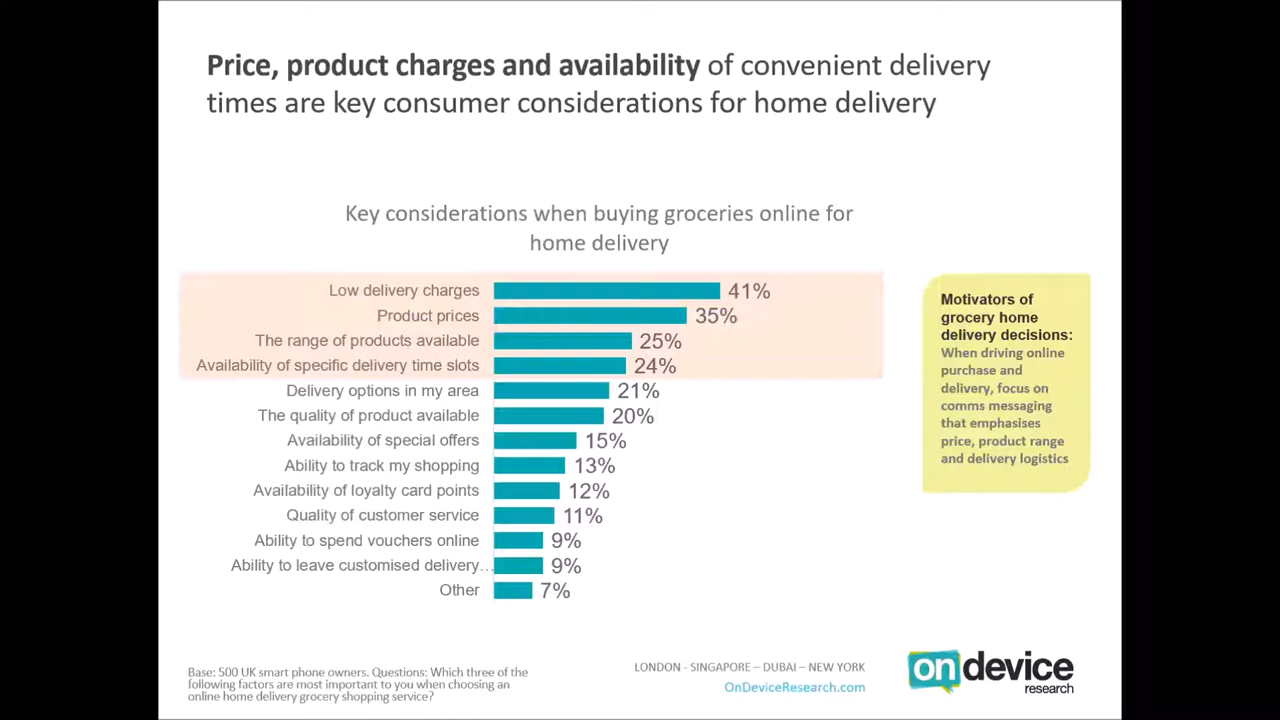 Price, product charges and availability of convenient delivery
times are key consumer considerations for home delivery
Key considerations when buying groceries online for
home delivery
Low delivery charges 41%
Product prices 35%
The range of products available 25%
Availability of specific delivery time slots 24%
Delivery options in my area 21%
The quality of product available 20%
Availability of special offers 15%
Ability to track my shopping 13%
Availability of loyalty card points 12%
Quality of customer service 11%
Ability to spend vouchers online 9%
Ability to leave customised delivery… 9%
Other 7%
Motivators of
grocery home
delivery decisions:
When driving online
purchase and
delivery, focus on
comms messaging
that emphasises
price, product range
and delivery logistics
Base: 500 UK smart phone owners. Questions: Which three of the
following factors are most important to you when choosing an
online home delivery grocery shopping service?
LONDON - SINGAPORE – DUBAI – NEW YORK
OnDeviceResearch.com
on device
research